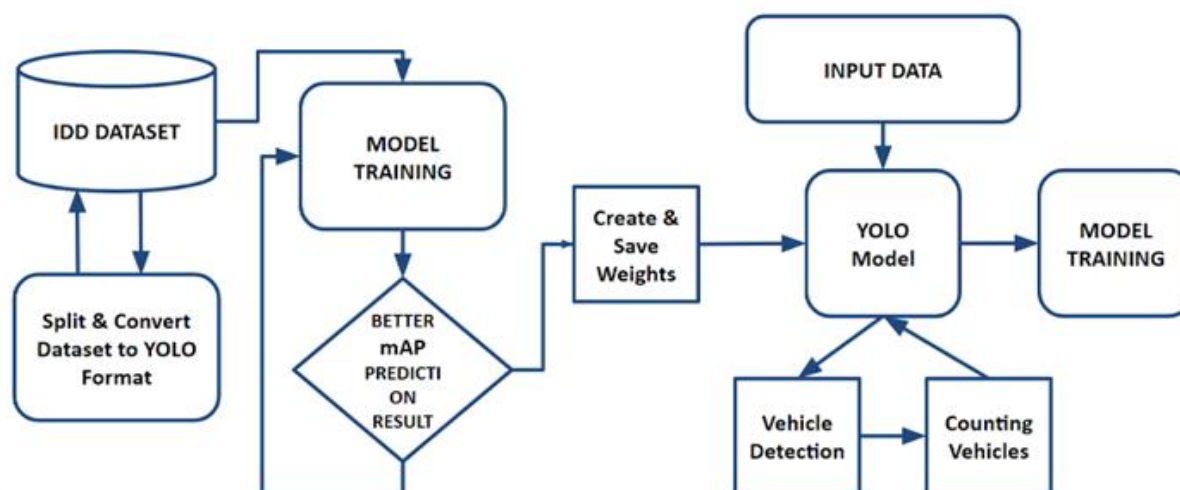 IDD DATASET
Split & Convert
Dataset to YOLO
Format
MODEL
TRAINING
BETTER
mAP
PREDICTI
ON
RESULT
Create &
Save
Weights
INPUT DATA
YOLO
Model
MODEL
TRAINING
Vehicle
Detection
Counting
Vehicles